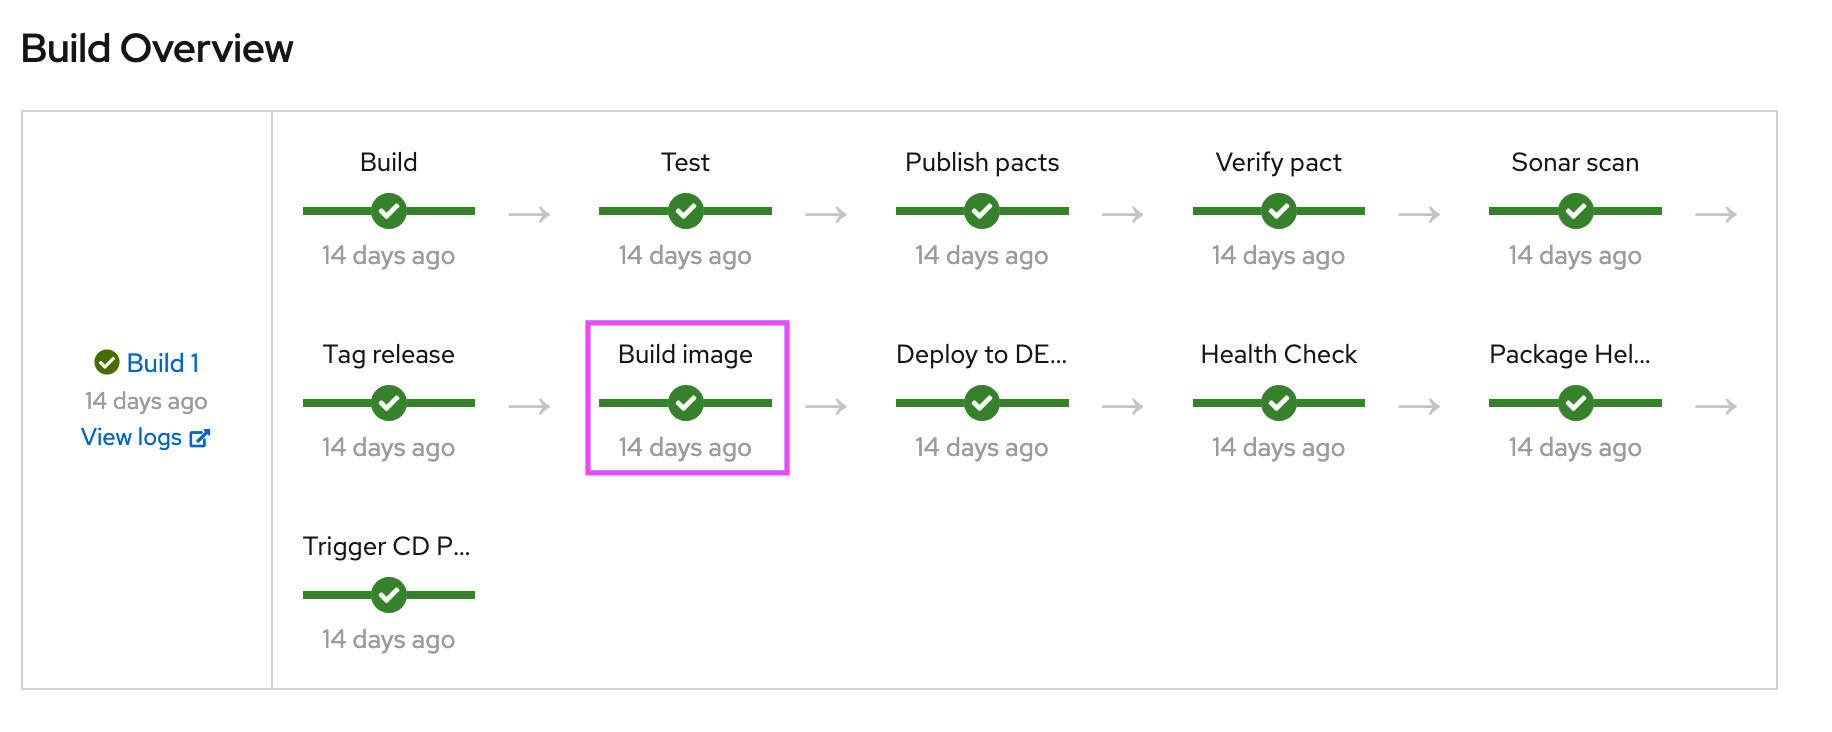 Build Overview
Build
Test
Publish pacts
Verify pact
Sonar scan
14 days ago
14 days ago
14 days ago
14 days ago
14 days ago
Build 1
14 days ago
View logs
Tag release
Build image
Deploy to DE...
Health Check
Package Hel...
14 days ago
14 days ago
14 days ago
14 days ago
14 days ago
Trigger CD P...
14 days ago